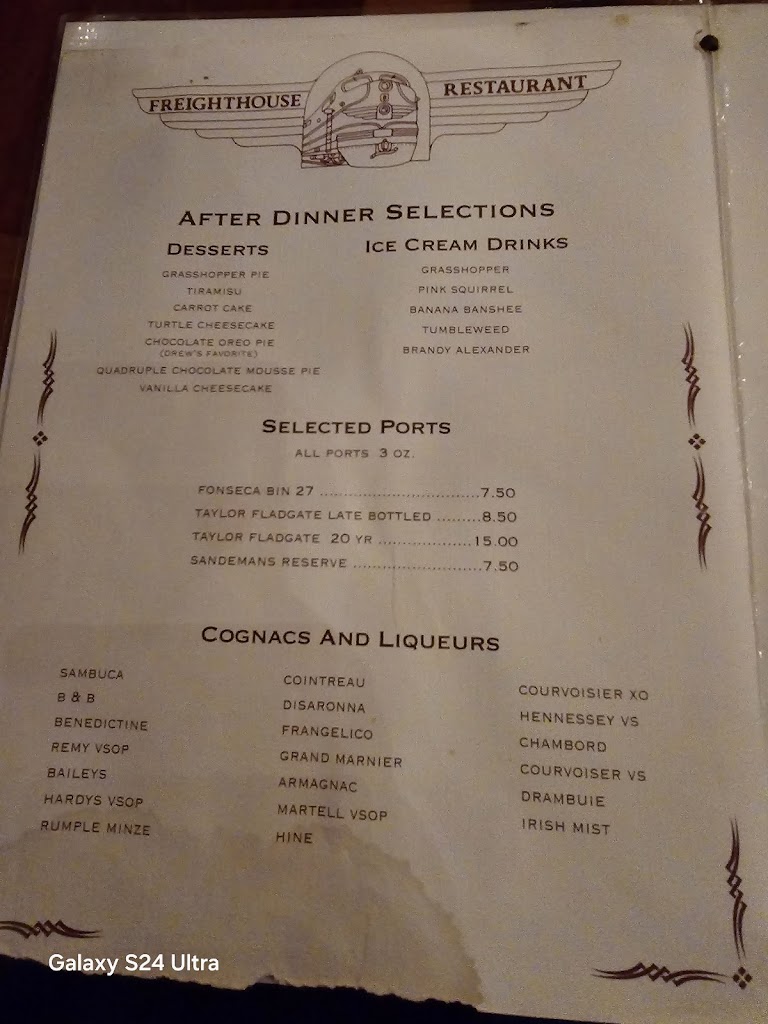 FREIGHTHOUSE RESTAURANT
AFTER DINNER SELECTIONS
DESSERTS
GRASSHOPPER PIE
TIRAMISU
CARROT CAKE
TURTLE CHEESECAKE
CHOCOLATE OREO PIE
(DREW'S FAVORITE)
QUADRUPLE CHOCOLATE MOUSSE PIE
VANILLA CHEESECAKE
ICE CREAM DRINKS
GRASSHOPPER
PINK SQUIRREL
BANANA BANSHEE
TUMBLEWEED
BRANDY ALEXANDER
SELECTED PORTS
ALL PORTS 3 OZ.
FONSECA BIN 27 ................................7.50
TAYLOR FLADGATE LATE BOTTLED .........8.50
TAYLOR FLADGATE 20 YR ..................15.00
SANDEMANS RESERVE .........................7.50
COGNACS AND LIQUEURS
SAMBUCA
B & B
BENEDICTINE
REMY VSOP
BAILEYS
HARDYS VSOP
RUMPLE MINZE
COINTREAU
DISARONNA
FRANGELICO
GRAND MARNIER
ARMAGNAC
MARTELL VSOP
HINE
COURVOISIER XO
HENNESSEY VS
CHAMBORD
COURVOISER VS
DRAMBUIE
IRISH MIST
Galaxy S24 Ultra